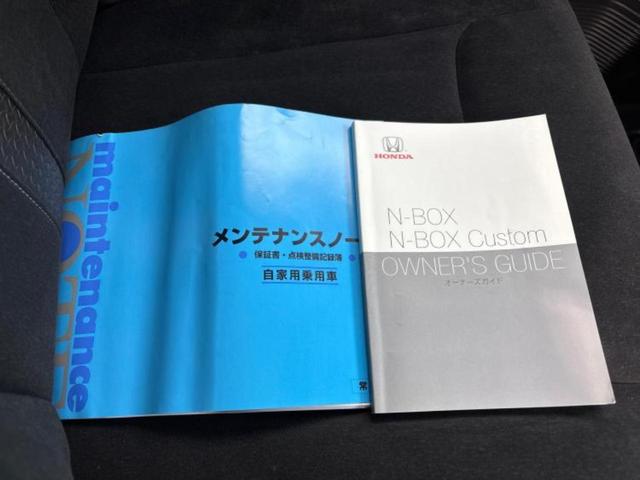 maintenance
NOTE
メンテナンスノー
● 保証書・点検整備記録簿 ●
自家用乗用車
常
HONDA
N-BOX
N-BOX Custom
OWNER'S GUIDE
オーナーズガイド